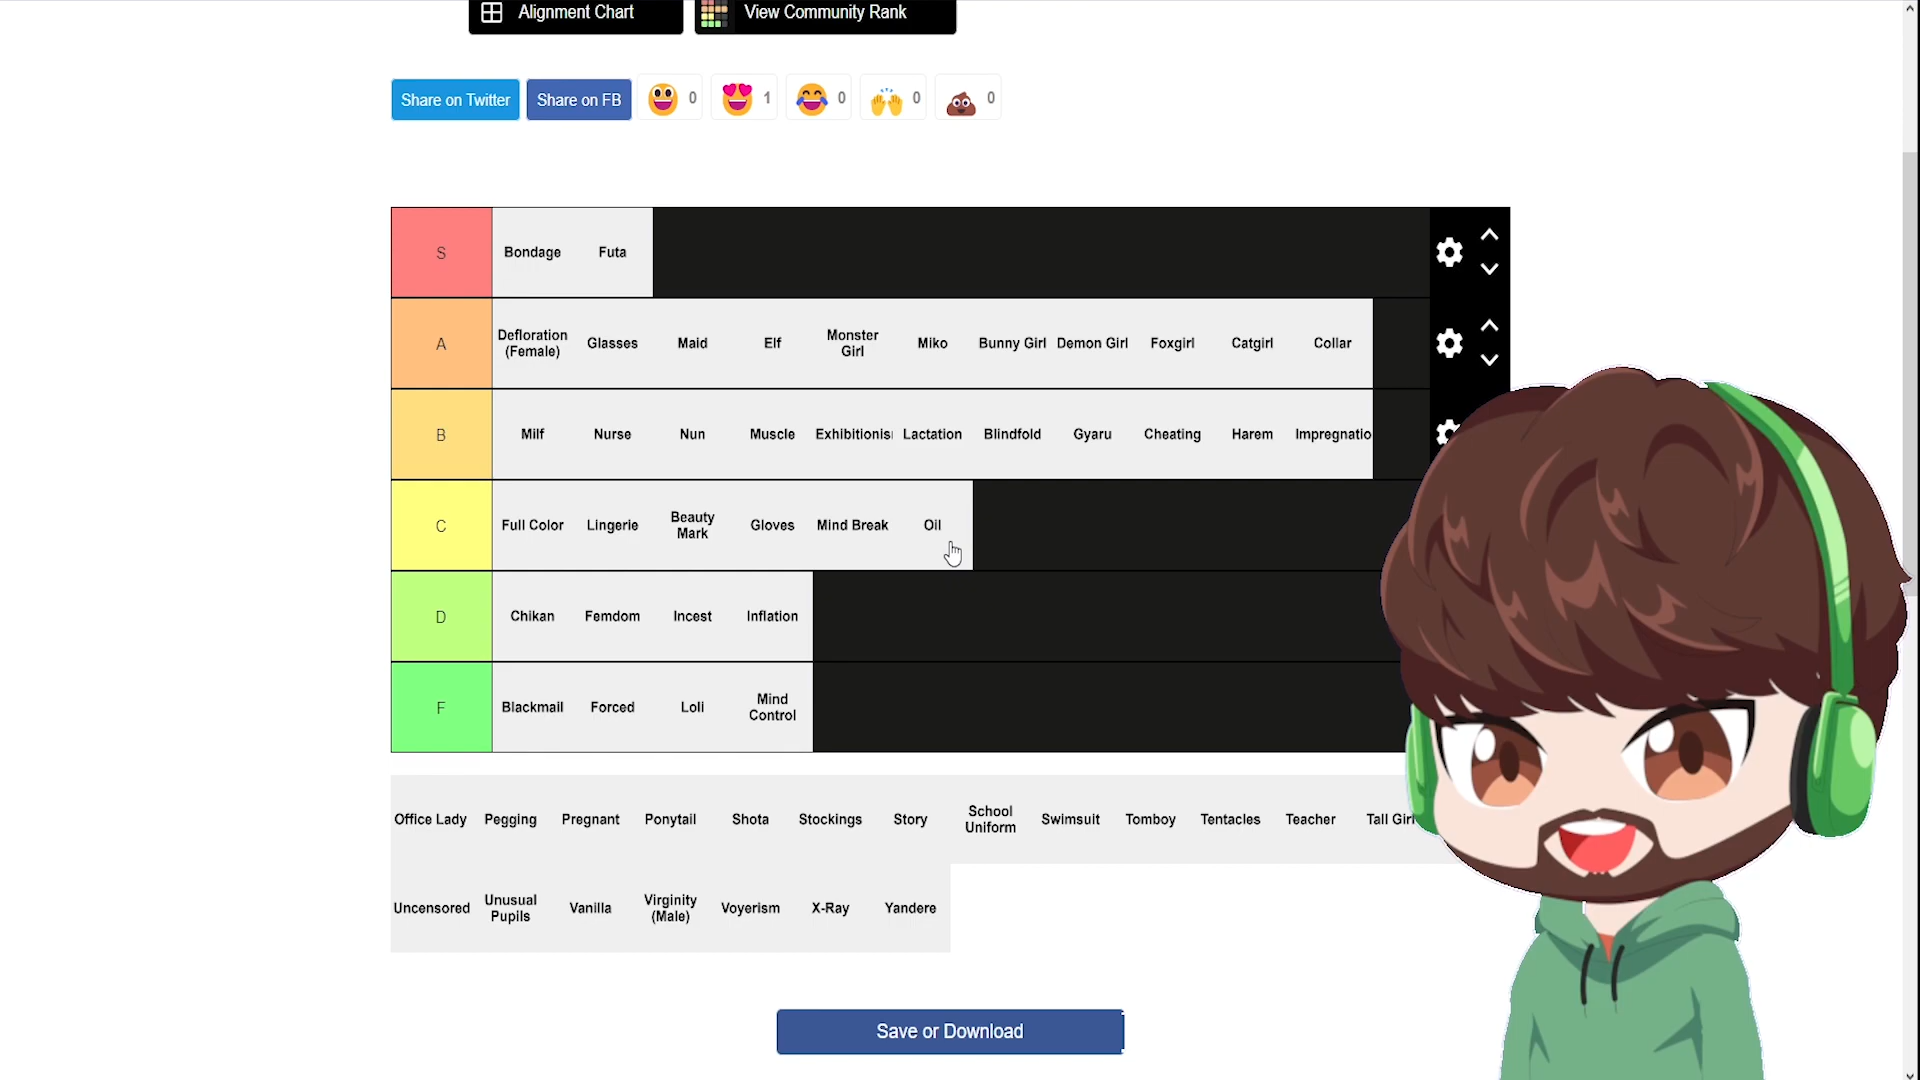 Alignment Chart
View Community Rank
Share on Twitter
Share on FB
0
1
0
0
0
S
Bondage
Futa
A
Defloration
(Female)
Glasses
Maid
Elf
Monster
Girl
Miko
Bunny Girl
Demon Girl
Foxgirl
Catgirl
Collar
B
Milf
Nurse
Nun
Muscle
Exhibitionis
Lactation
Blindfold
Gyaru
Cheating
Harem
Impregnatio
C
Full Color
Lingerie
Beauty
Mark
Gloves
Mind Break
Oil
D
Chikan
Femdom
Incest
Inflation
F
Blackmail
Forced
Loli
Mind
Control
Office Lady
Pegging
Pregnant
Ponytail
Shota
Stockings
Story
School
Uniform
Swimsuit
Tomboy
Tentacles
Teacher
Tall Girl
Uncensored
Unusual
Pupils
Vanilla
Virginity
(Male)
Voyerism
X-Ray
Yandere
Save or Download